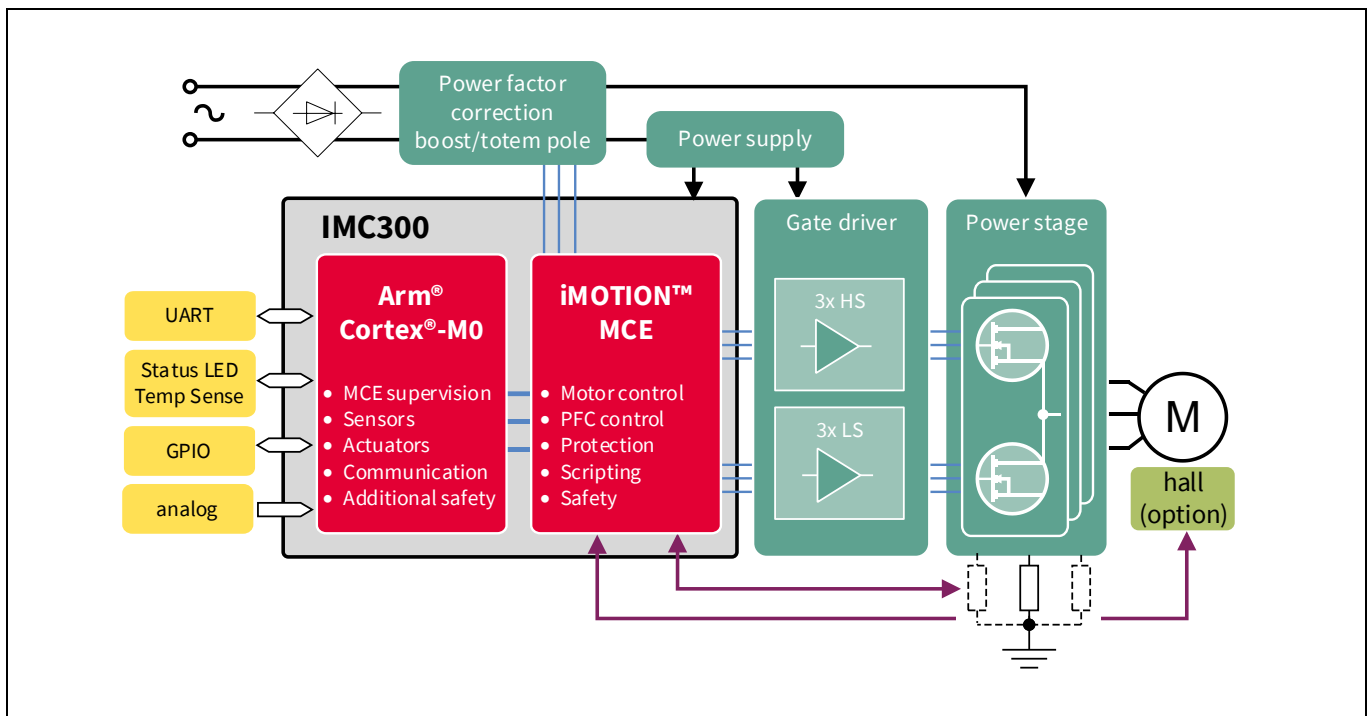 Power factor
correction
boost/totem pole
Power supply
IMC300
Arm®
Cortex®-M0
• MCE supervision
• Sensors
• Actuators
• Communication
• Additional safety
iMOTION™
MCE
• Motor control
• PFC control
• Protection
• Scripting
• Safety
UART
Status LED
Temp Sense
GPIO
analog
Gate driver
3x HS
3x LS
Power stage
M
hall
(option)